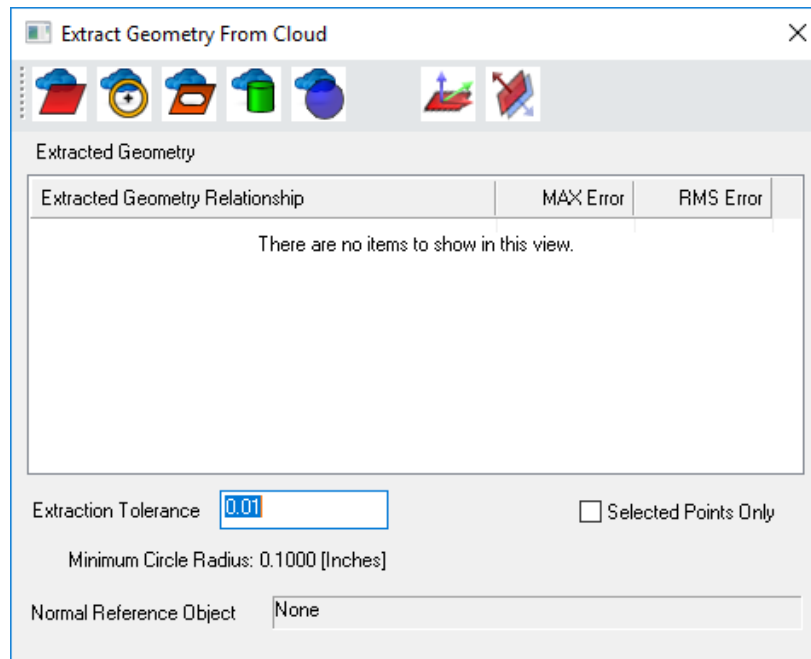 Extract Geometry From Cloud
Extracted Geometry
Extracted Geometry Relationship MAX Error RMS Error
There are no items to show in this view.
Extraction Tolerance 0.01 Selected Points Only
Minimum Circle Radius: 0.1000 [Inches]
Normal Reference Object None